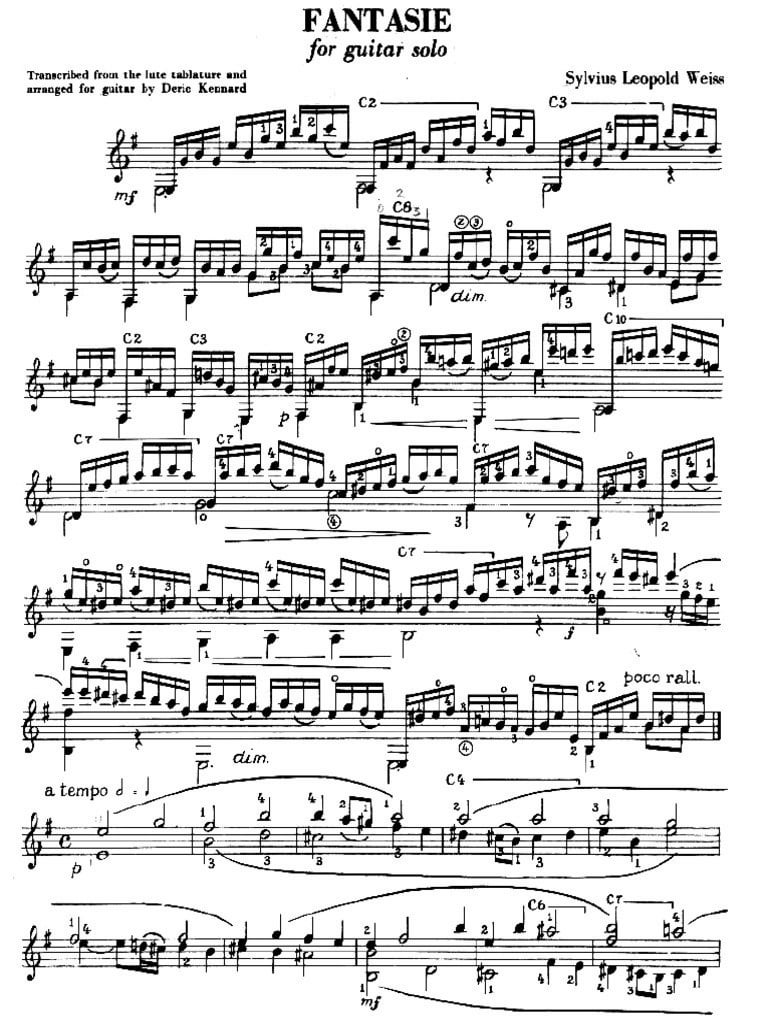 FANTASIE
for guitar solo
Transcribed from the lute tablature and
arranged for guitar by Deric Kennard
Sylvius Leopold Weiss
C2
C3
mf
C8
dim.
C2
C3
C2
C10
p
C7
C7
C7
C7
f
poco rall.
C2
dim.
a tempo
C4
p
C6
C7
mf